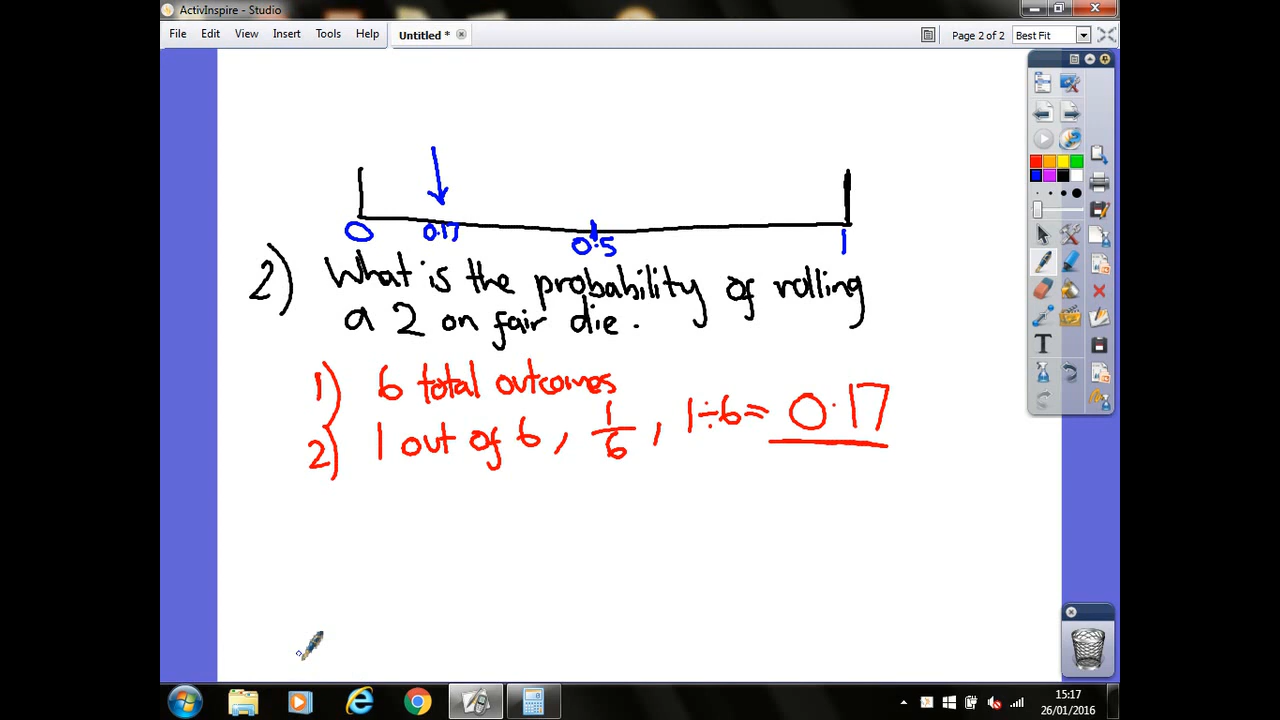 ActivInspire - Studio
File Edit View Insert Tools Help Untitled * Page 2 of 2 Best Fit
0 0.17 0.5 1
2) What is the probability of rolling
a 2 on fair die.
1) 6 total outcomes
2) 1 out of 6, 1/6, 1÷6= 0.17
T
15:17
26/01/2016